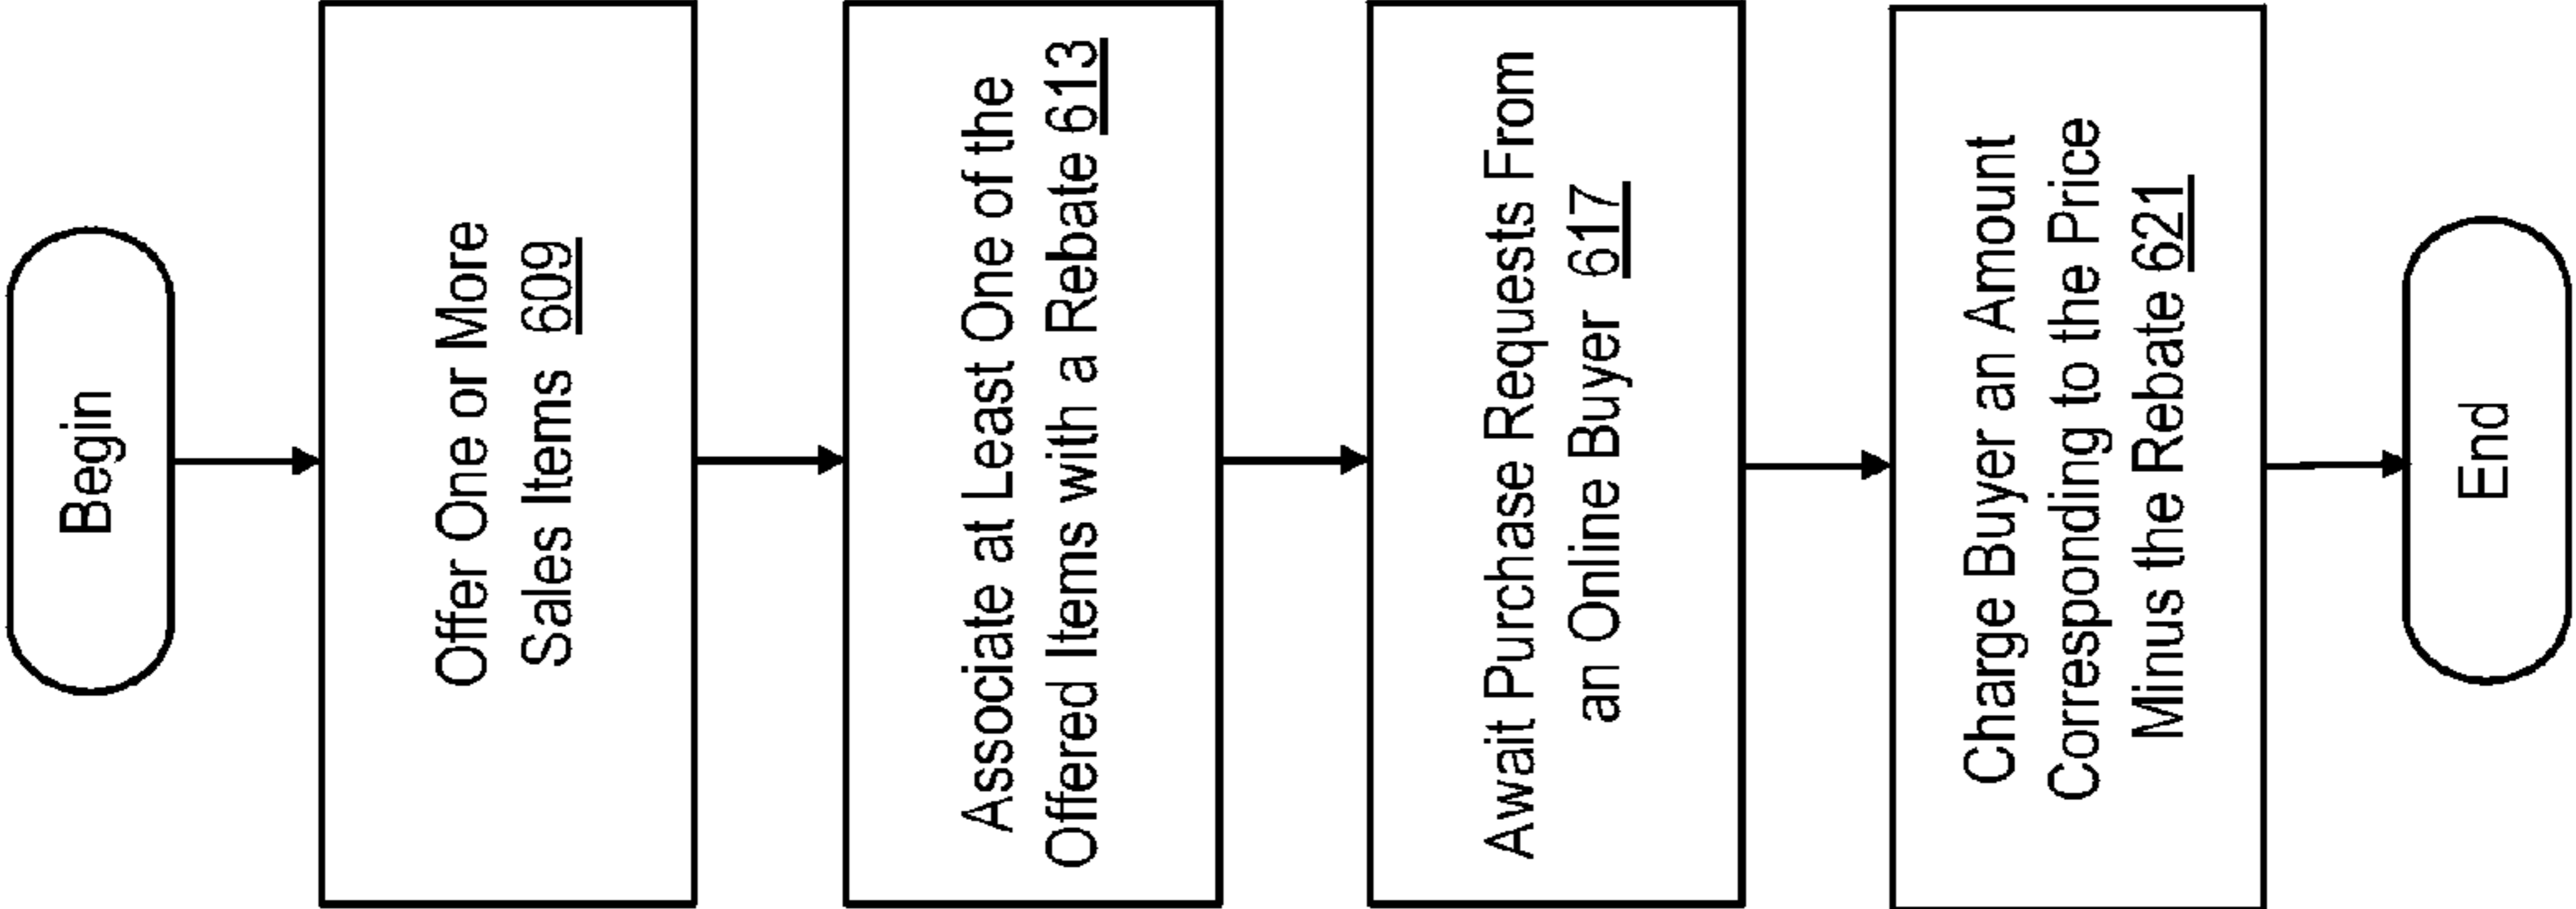 Begin
Offer One or More
Sales Items 609
Associate at Least One of the
Offered Items with a Rebate 613
Await Purchase Requests From
an Online Buyer 617
Charge Buyer an Amount
Corresponding to the Price
Minus the Rebate 621
End